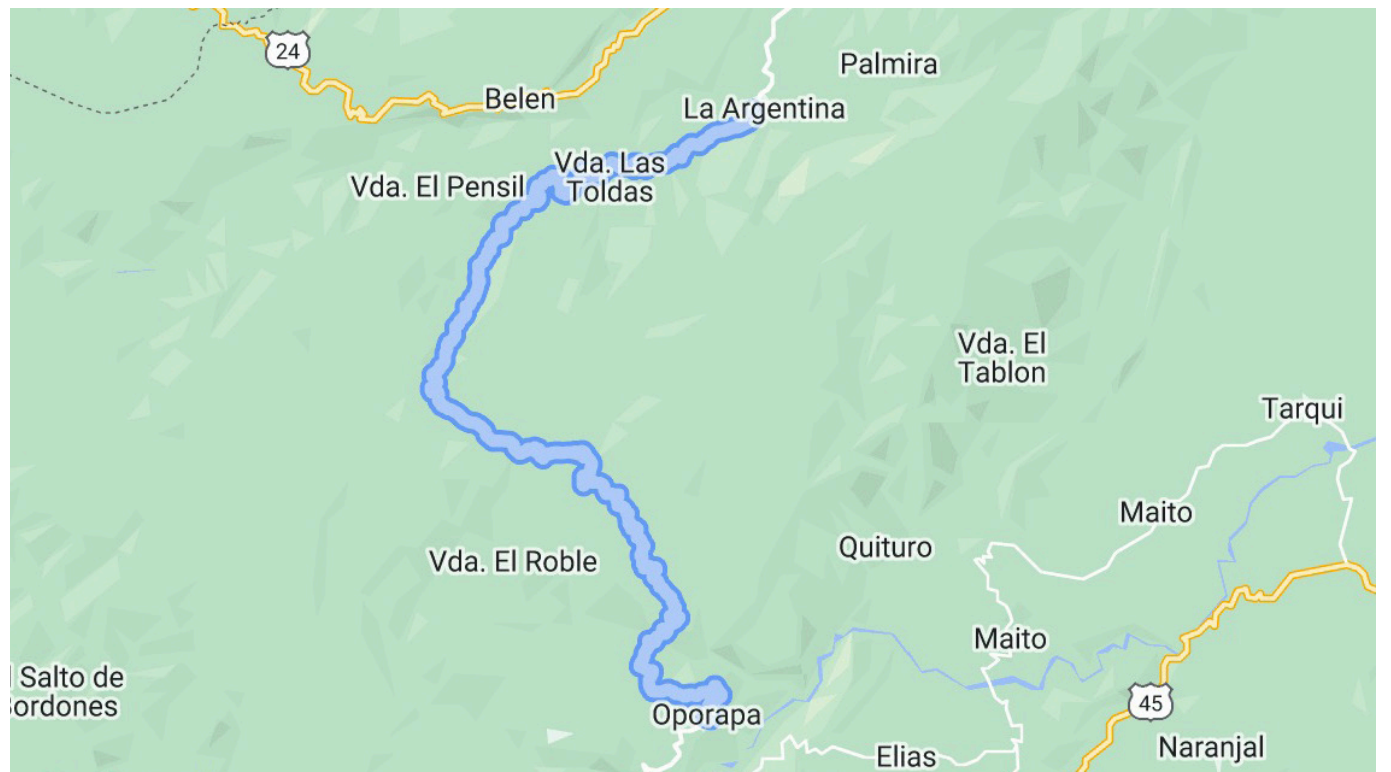 24
Palmira
Belen
La Argentina
Vda. Las
Toldas
Vda. El Pensil
Vda. El
Tablon
Tarqui
Maito
Quituro
Vda. El Roble
Maito
l Salto de
Bordones
45
Oporapa
Naranjal
Elias